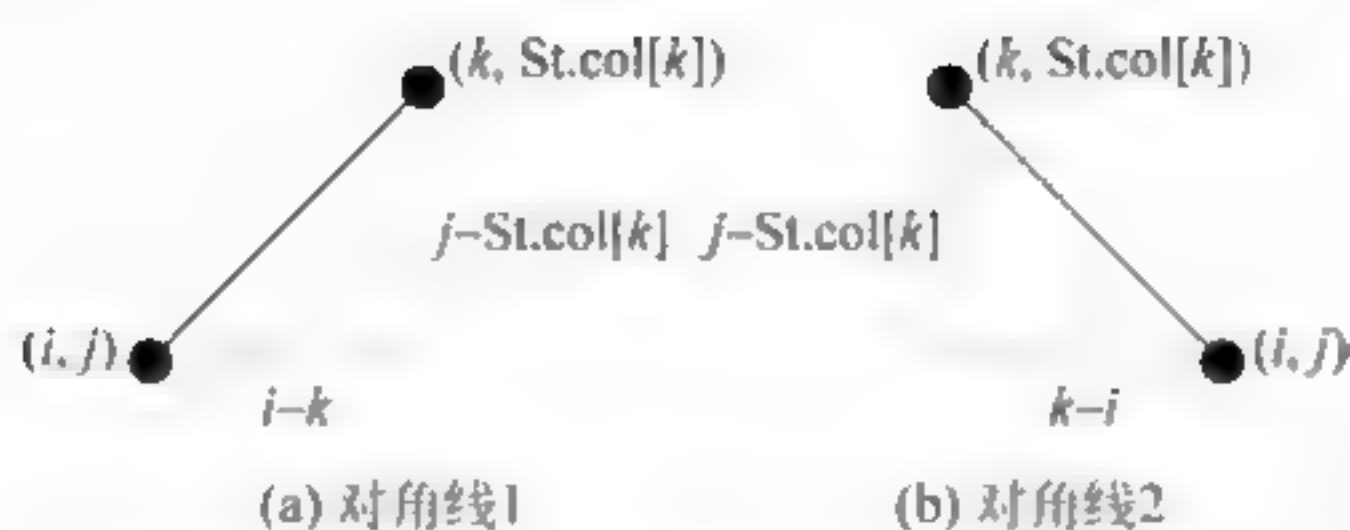 (k, St.col[k])
(k, St.col[k])
j–St.col[k]
j–St.col[k]
(i, j)
(i, j)
i–k
k–i
(a) 对角线1
(b) 对角线2